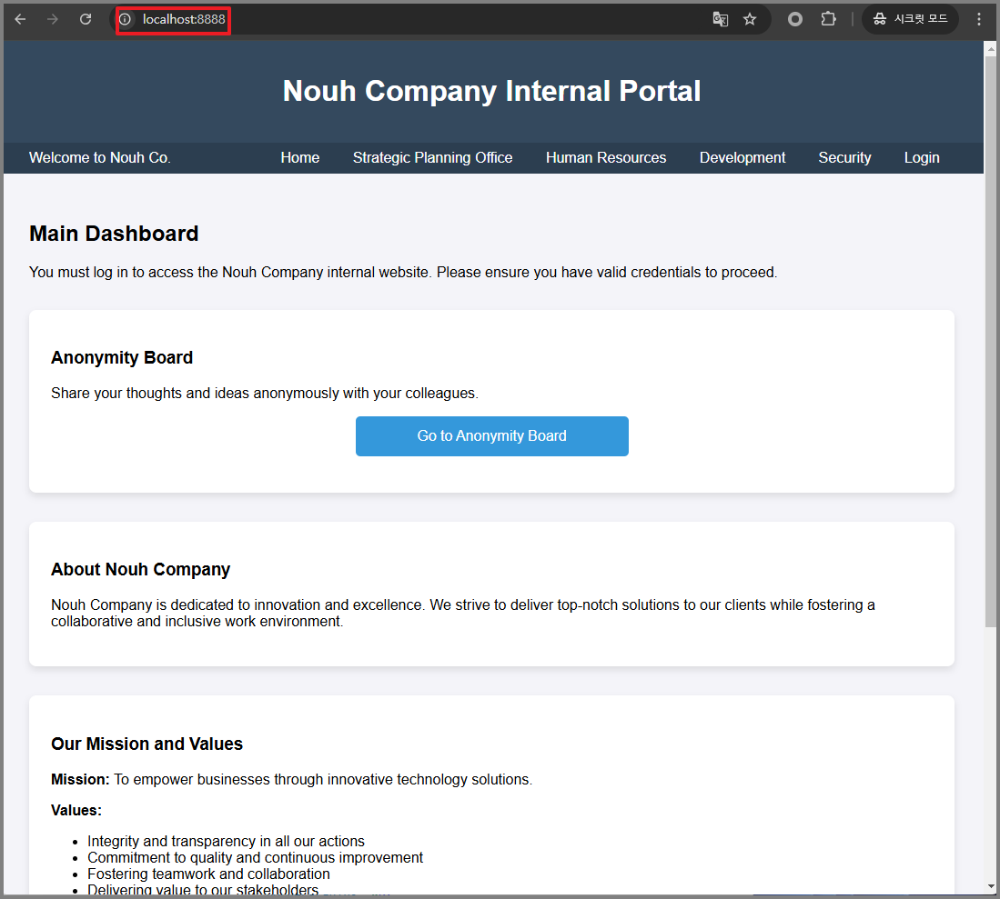 localhost:8888
시크릿 모드
Nouh Company Internal Portal
Welcome to Nouh Co.
Home
Strategic Planning Office
Human Resources
Development
Security
Login
Main Dashboard
You must log in to access the Nouh Company internal website. Please ensure you have valid credentials to proceed.
Anonymity Board
Share your thoughts and ideas anonymously with your colleagues.
Go to Anonymity Board
About Nouh Company
Nouh Company is dedicated to innovation and excellence. We strive to deliver top-notch solutions to our clients while fostering a
collaborative and inclusive work environment.
Our Mission and Values
Mission: To empower businesses through innovative technology solutions.
Values:
Integrity and transparency in all our actions
Commitment to quality and continuous improvement
Fostering teamwork and collaboration
Delivering value to our stakeholders